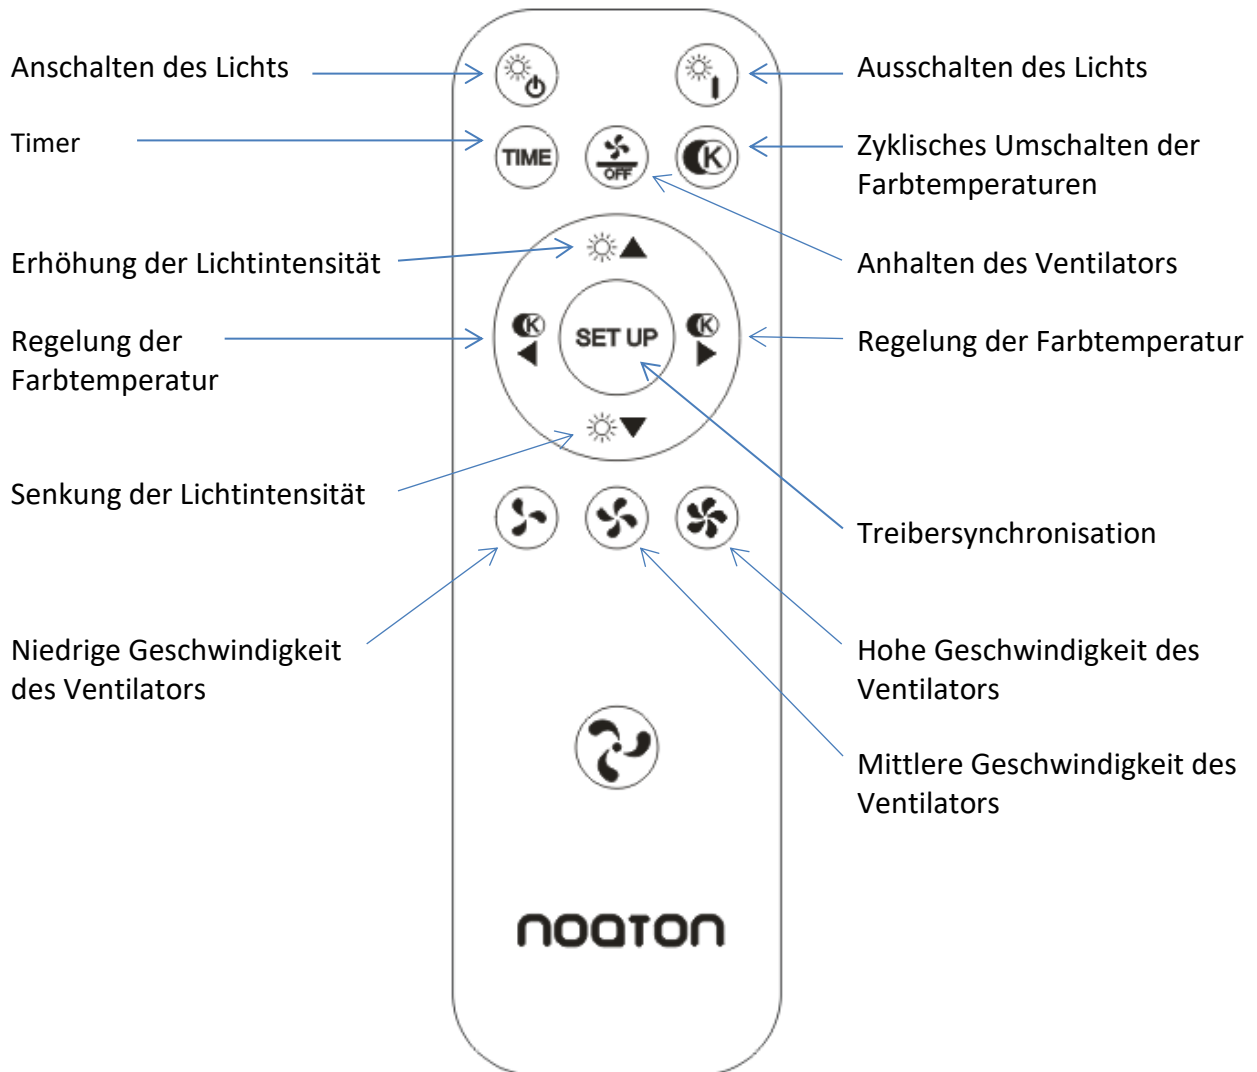 Anschalten des Lichts
Ausschalten des Lichts
Timer
TIME
OFF
K
Zyklisches Umschalten der
Farbtemperaturen
Erhöhung der Lichtintensität
Anhalten des Ventilators
Regelung der
Farbtemperatur
K
SET UP
K
Regelung der Farbtemperatur
Senkung der Lichtintensität
Treibersynchronisation
Niedrige Geschwindigkeit
des Ventilators
Hohe Geschwindigkeit des
Ventilators
Mittlere Geschwindigkeit des
Ventilators
noaton